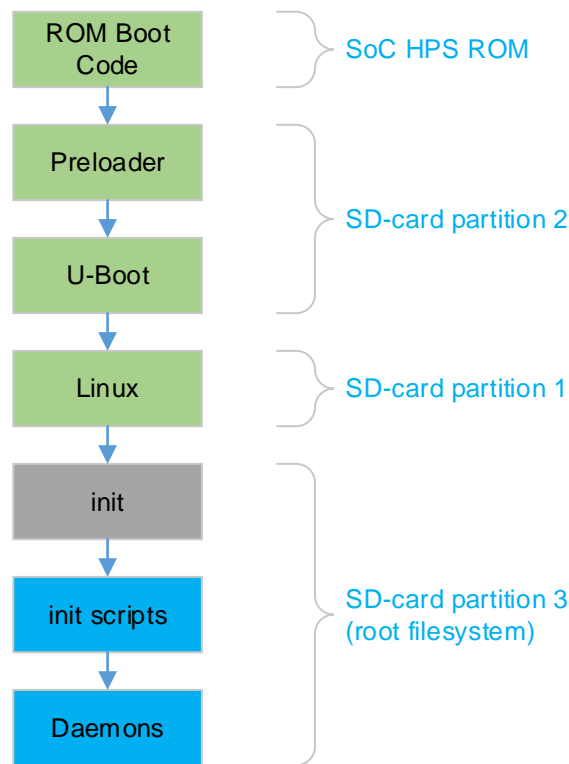 ROM Boot
Code
SoC HPS ROM
Preloader
SD-card partition 2
U-Boot
Linux
SD-card partition 1
init
init scripts
SD-card partition 3
(root filesystem)
Daemons